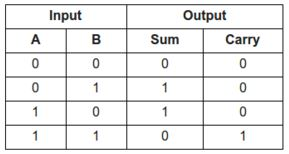 Input Output
A B Sum Carry
0 0 0 0
0 1 1 0
1 0 1 0
1 1 0 1